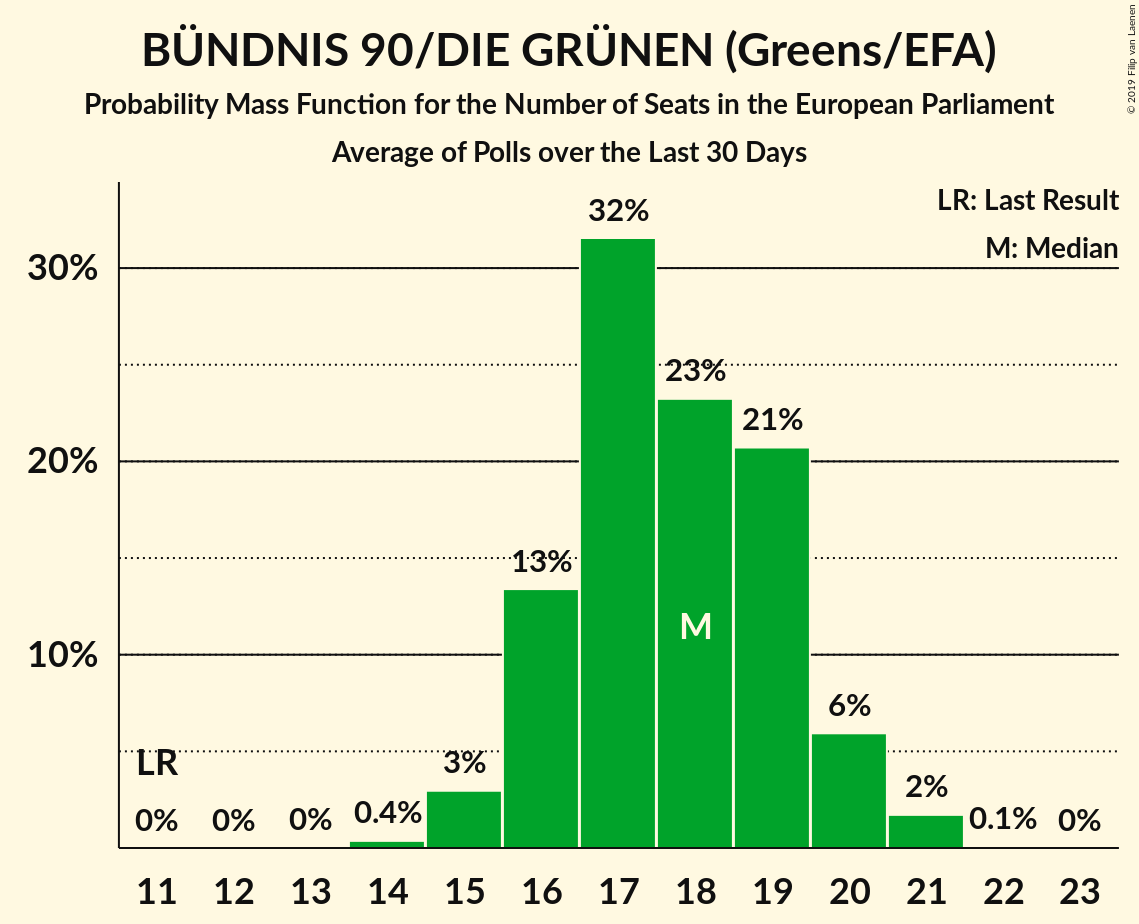 BÜNDNIS 90/DIE GRÜNEN (Greens/EFA)
Probability Mass Function for the Number of Seats in the European Parliament
Average of Polls over the Last 30 Days
© 2019 Filip van Laenen
LR: Last Result
M: Median
30%
20%
10%
32%
23%
21%
13%
M
6%
LR
3%
2%
0% 0% 0% 0.4% 0.1% 0%
11 12 13 14 15 16 17 18 19 20 21 22 23